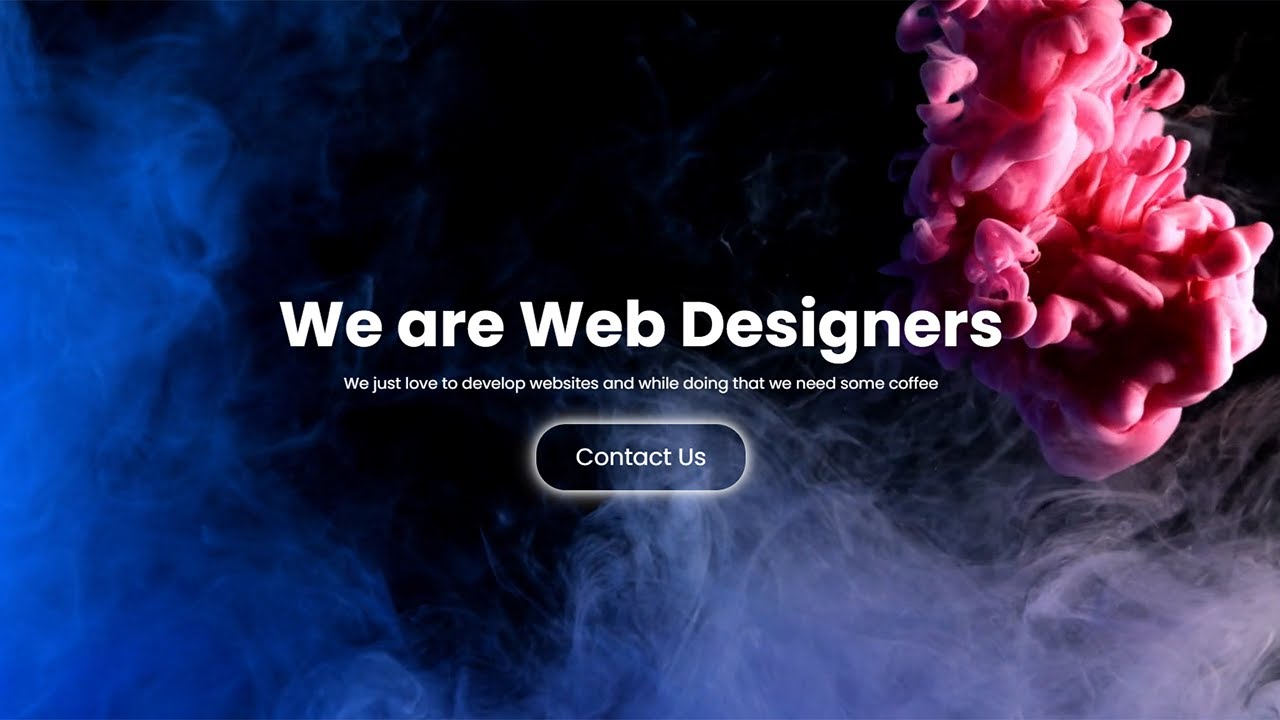 We are Web Designers
We just love to develop websites and while doing that we need some coffee
Contact Us